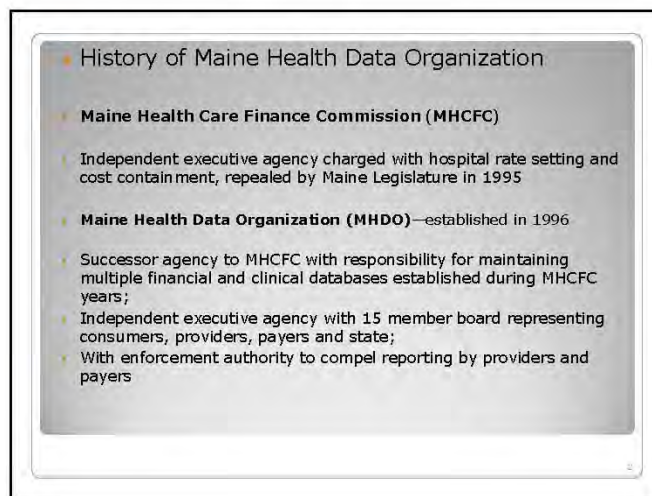 History of Maine Health Data Organization
Maine Health Care Finance Commission (MHCFC)
Independent executive agency charged with hospital rate setting and
cost containment, repealed by Maine Legislature in 1995
Maine Health Data Organization (MHDO)—established in 1996
Successor agency to MHCFC with responsibility for maintaining
multiple financial and clinical databases established during MHCFC
years;
Independent executive agency with 15 member board representing
consumers, providers, payers and state;
With enforcement authority to compel reporting by providers and
payers